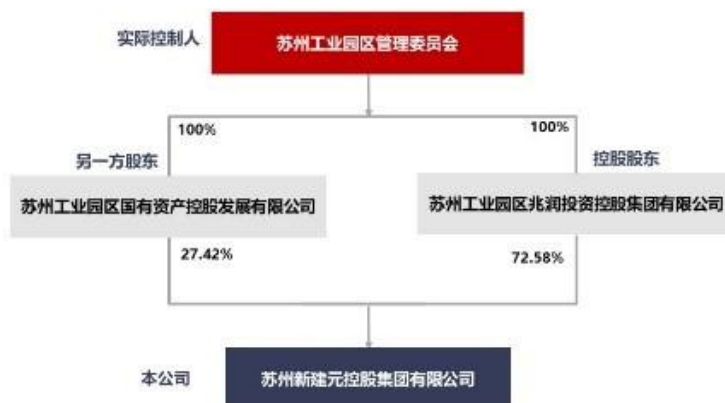 实际控制人
苏州工业园区管理委员会
100%
100%
另一方股东
控股股东
苏州工业园区国有资产控股发展有限公司
苏州工业园区兆润投资控股集团有限公司
27.42%
72.58%
本公司
苏州新建元控股集团有限公司